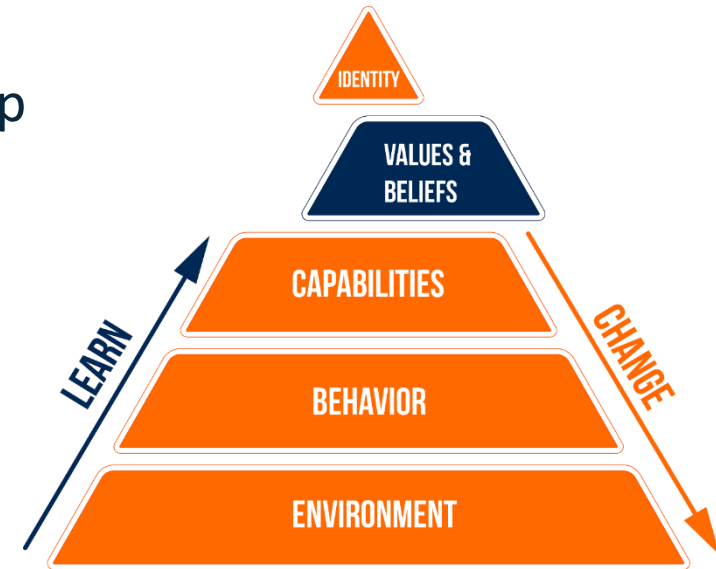 p
IDENTITY
VALUES &
BELIEFS
CAPABILITIES
LEARN
CHANGE
BEHAVIOR
ENVIRONMENT